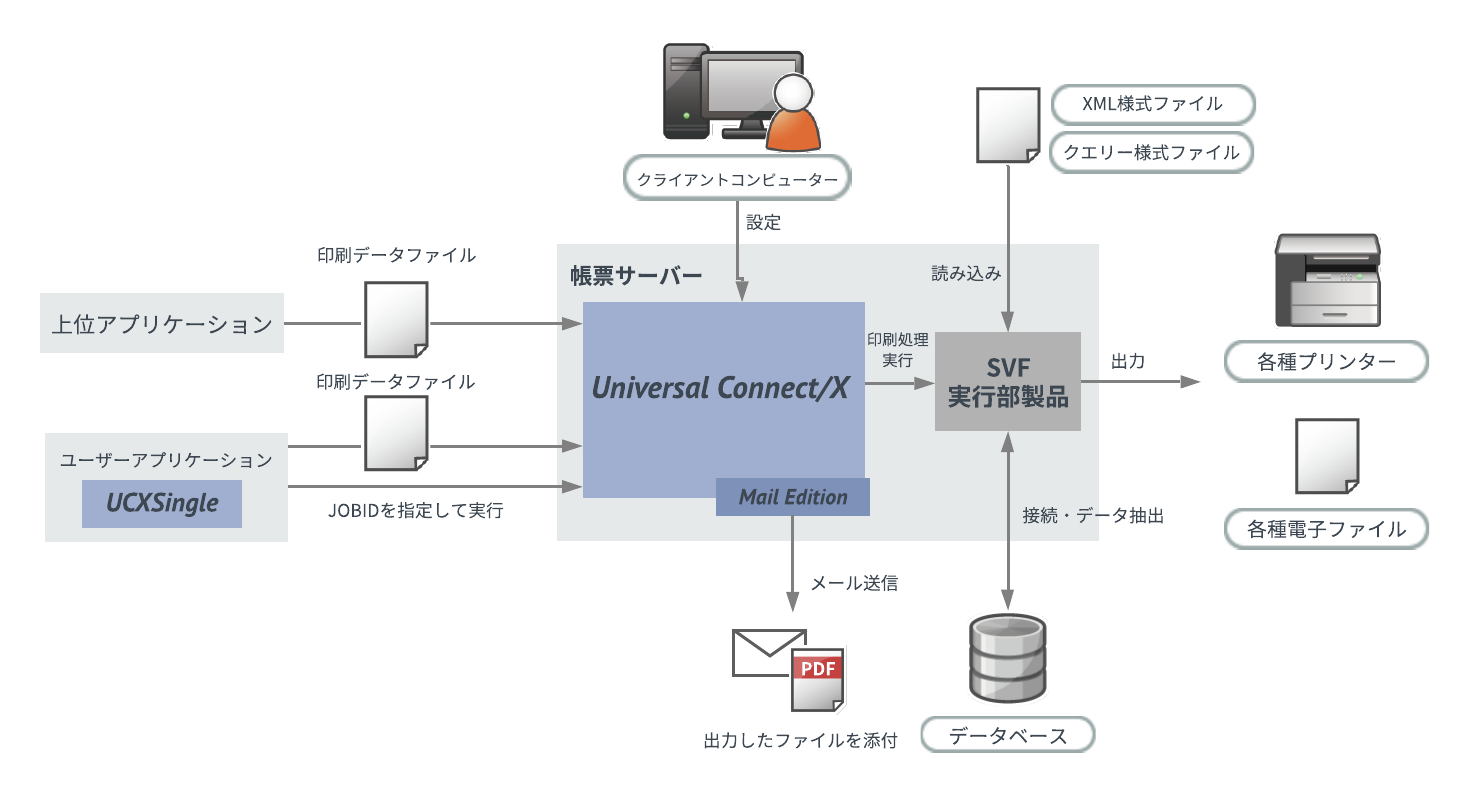 クライアントコンピューター
設定
XML様式ファイル
クエリー様式ファイル
読み込み
印刷データファイル
上位アプリケーション
印刷データファイル
ユーザーアプリケーション
UCXSingle
JOBIDを指定して実行
帳票サーバー
Universal Connect/X
Mail Edition
印刷処理
実行
SVF
実行部製品
出力
各種プリンター
各種電子ファイル
接続・データ抽出
メール送信
PDF
出力したファイルを添付
データベース